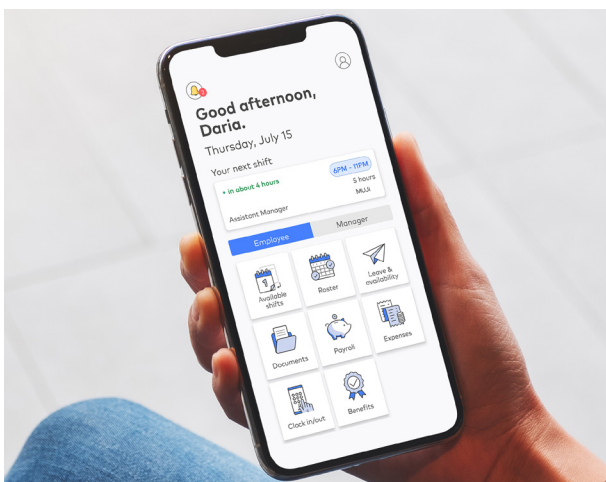 Good afternoon,
Daria.
Thursday, July 15
Your next shift
• in about 4 hours
6PM - 11PM
5 hours
MUJI
Assistant Manager
Employee
Manager
Available
shifts
Roster
Leave &
availability
Documents
Payroll
Expenses
Clock in/out
Benefits